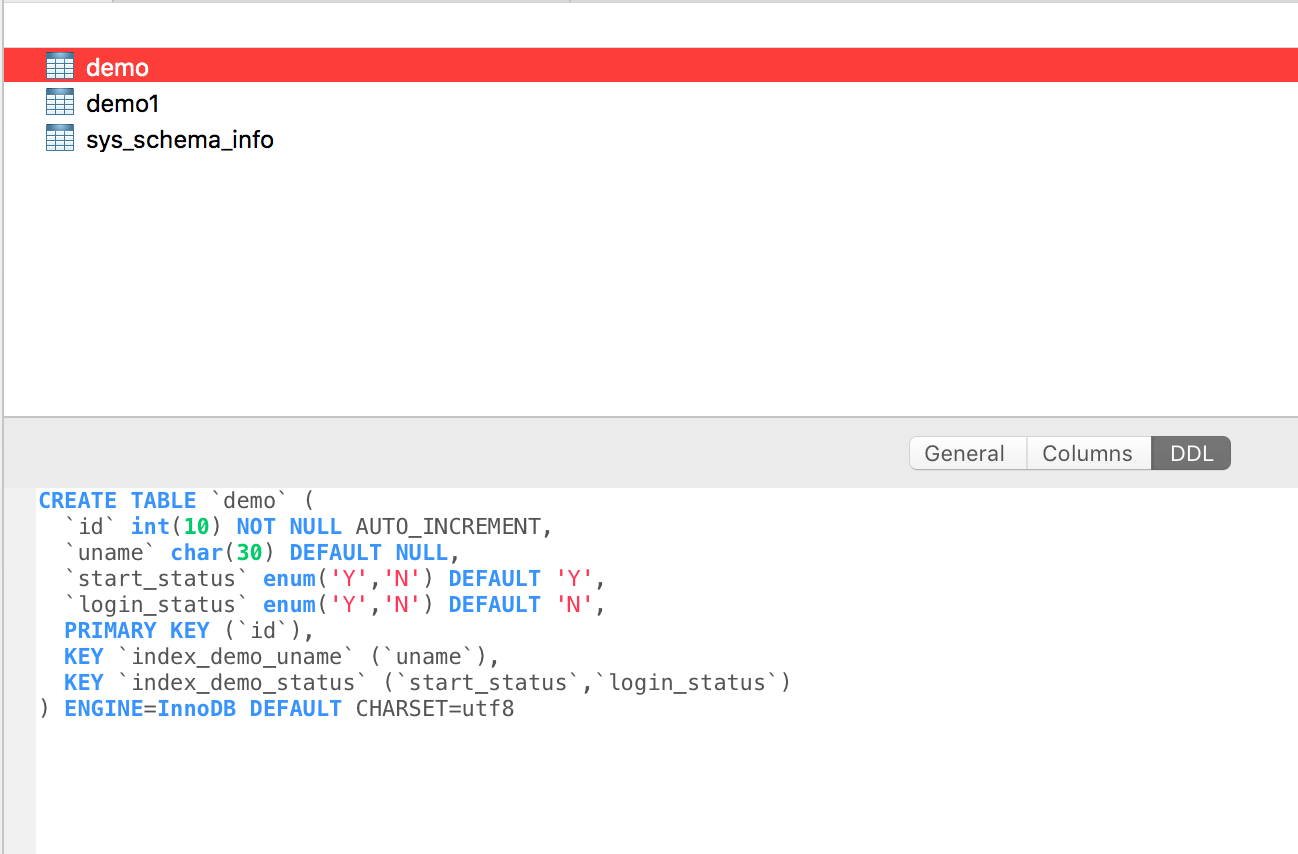 demo
demo1
sys_schema_info
General Columns DDL
CREATE TABLE `demo` (
  `id` int(10) NOT NULL AUTO_INCREMENT,
  `uname` char(30) DEFAULT NULL,
  `start_status` enum('Y','N') DEFAULT 'Y',
  `login_status` enum('Y','N') DEFAULT 'N',
  PRIMARY KEY (`id`),
  KEY `index_demo_uname` (`uname`),
  KEY `index_demo_status` (`start_status`,`login_status`)
) ENGINE=InnoDB DEFAULT CHARSET=utf8